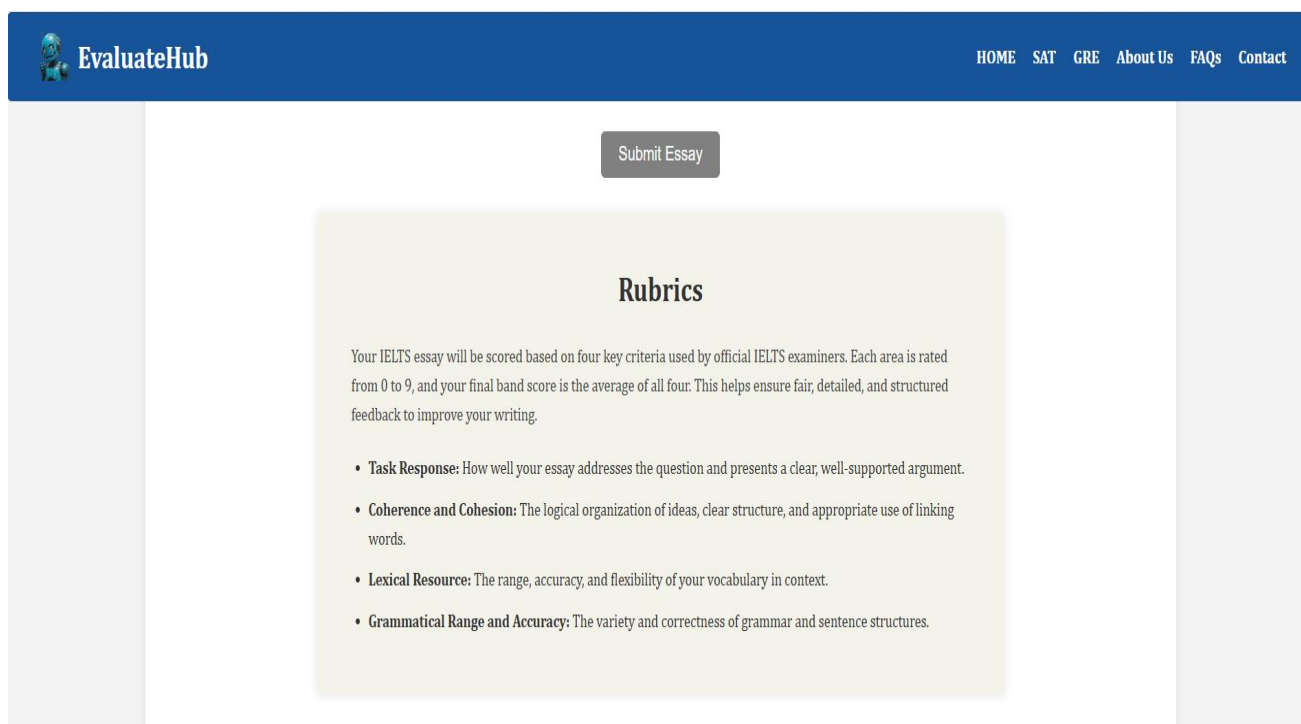 EvaluateHub
HOME SAT GRE About Us FAQs Contact
Submit Essay
Rubrics
Your IELTS essay will be scored based on four key criteria used by official IELTS examiners. Each area is rated
from 0 to 9, and your final band score is the average of all four. This helps ensure fair, detailed, and structured
feedback to improve your writing.
• Task Response: How well your essay addresses the question and presents a clear, well-supported argument.
• Coherence and Cohesion: The logical organization of ideas, clear structure, and appropriate use of linking
words.
• Lexical Resource: The range, accuracy, and flexibility of your vocabulary in context.
• Grammatical Range and Accuracy: The variety and correctness of grammar and sentence structures.